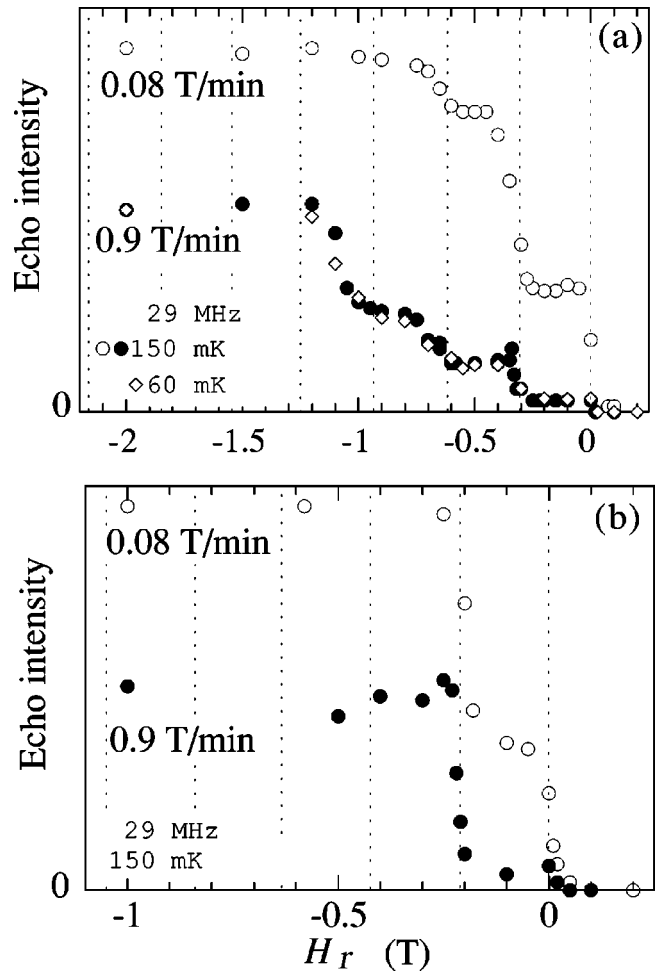 (a)
0.08 T/min
Echo intensity
0.9 T/min
29 MHz
150 mK
60 mK
0
-2 -1.5 -1 -0.5 0
(b)
0.08 T/min
Echo intensity
0.9 T/min
29 MHz
150 mK
0
-1 -0.5 0
H r (T)